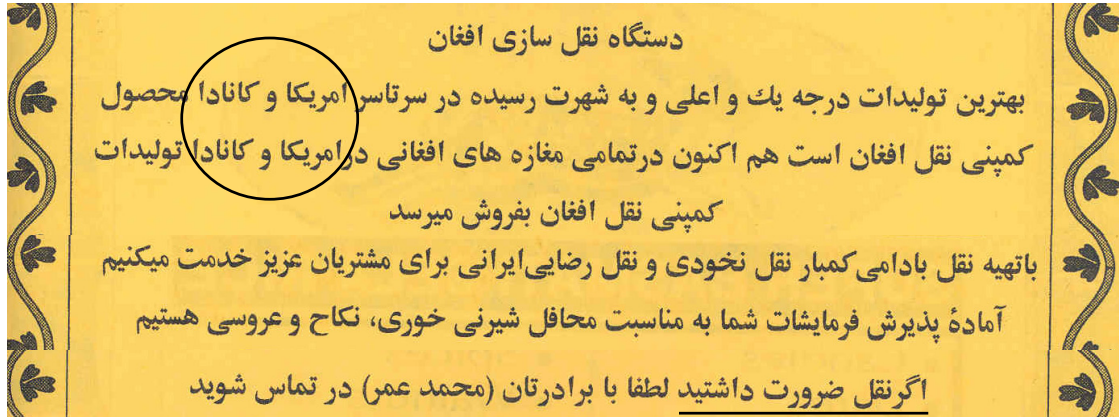 دستگاه نقل سازی افغان
بهترین تولیدات درجه یك و اعلی و به شهرت رسیده در سرتاسر امریکا و کانادا محصول
کمپنی نقل افغان است هم اکنون درتمامی مغازه های افغانی درامریکا و کانادا تولیدات
کمپنی نقل افغان بفروش میرسد
باتهیه نقل بادامی کمبار نقل نخودی و نقل رضایی ایرانی برای مشتریان عزیز خدمت میکنیم
آمادهٔ پذیرش فرمایشات شما به مناسبت محافل شیرنی خوری، نکاح و عروسی هستیم
اگرنقل ضرورت داشتید لطفا با برادرتان (محمد عمر) در تماس شوید